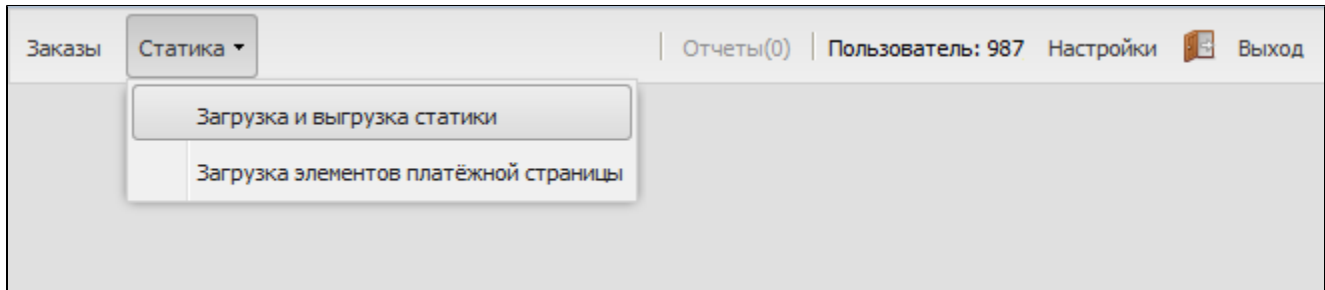 Заказы Статика Отчеты(0) Пользователь: 987 Настройки Выход
Загрузка и выгрузка статики
Загрузка элементов платёжной страницы